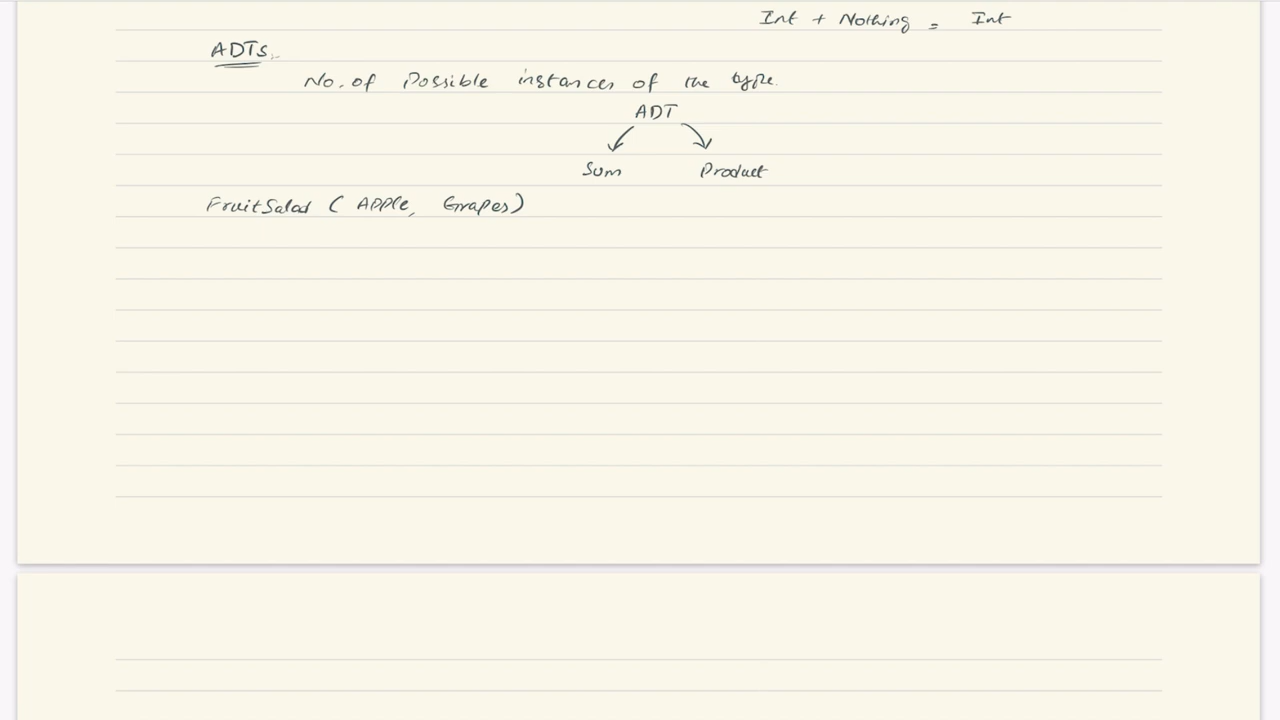 Int + Nothing = Int
ADTs.
No. of Possible instances of the type.
ADT
Sum Product
FruitSalad ( Apple, Grapes)